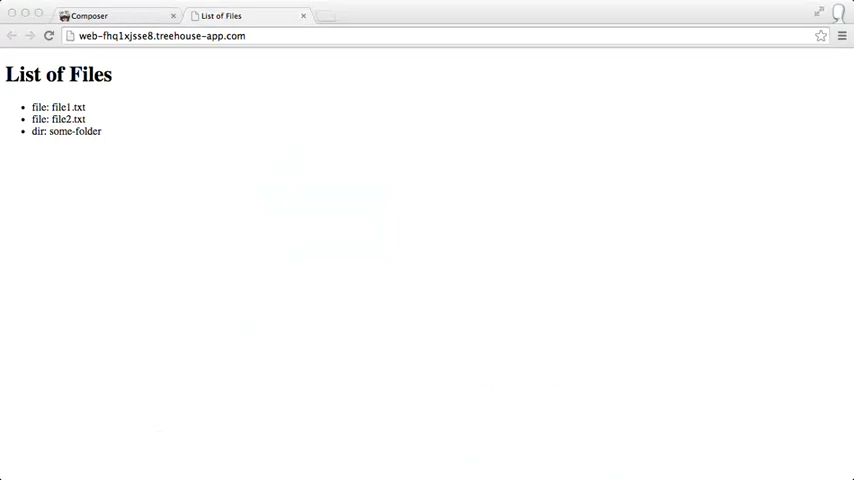 Composer
List of Files
web-fhq1xjsse8.treehouse-app.com
List of Files
file: file1.txt
file: file2.txt
dir: some-folder